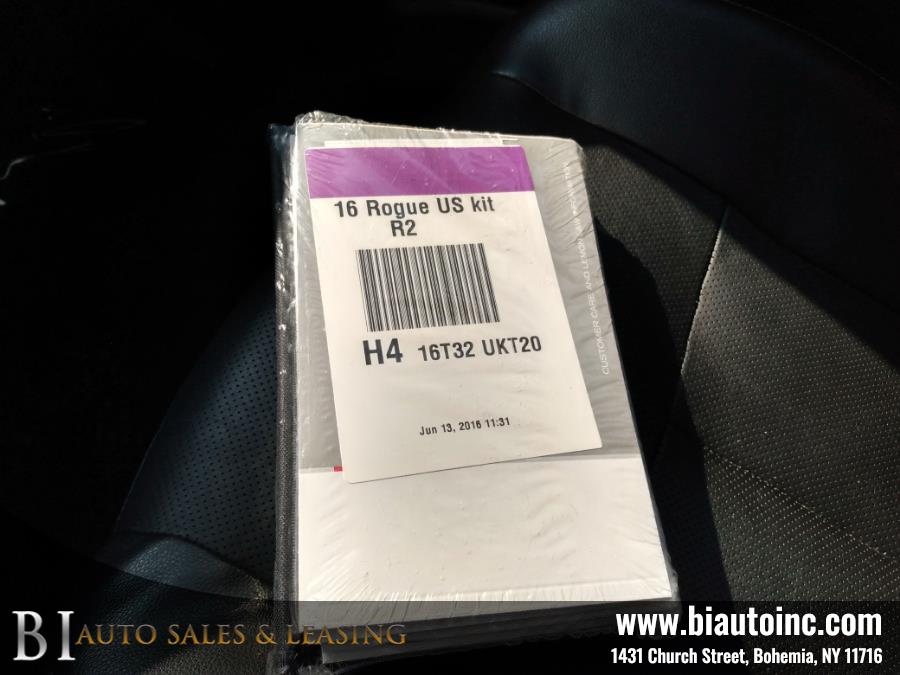 16 Rogue US kit
R2
H4 16T32 UKT20
Jun 13, 2016 11:31
CUSTOMER CARE AND LEMON
BI AUTO SALES & LEASING
www.biautoinc.com
1431 Church Street, Bohemia, NY 11716